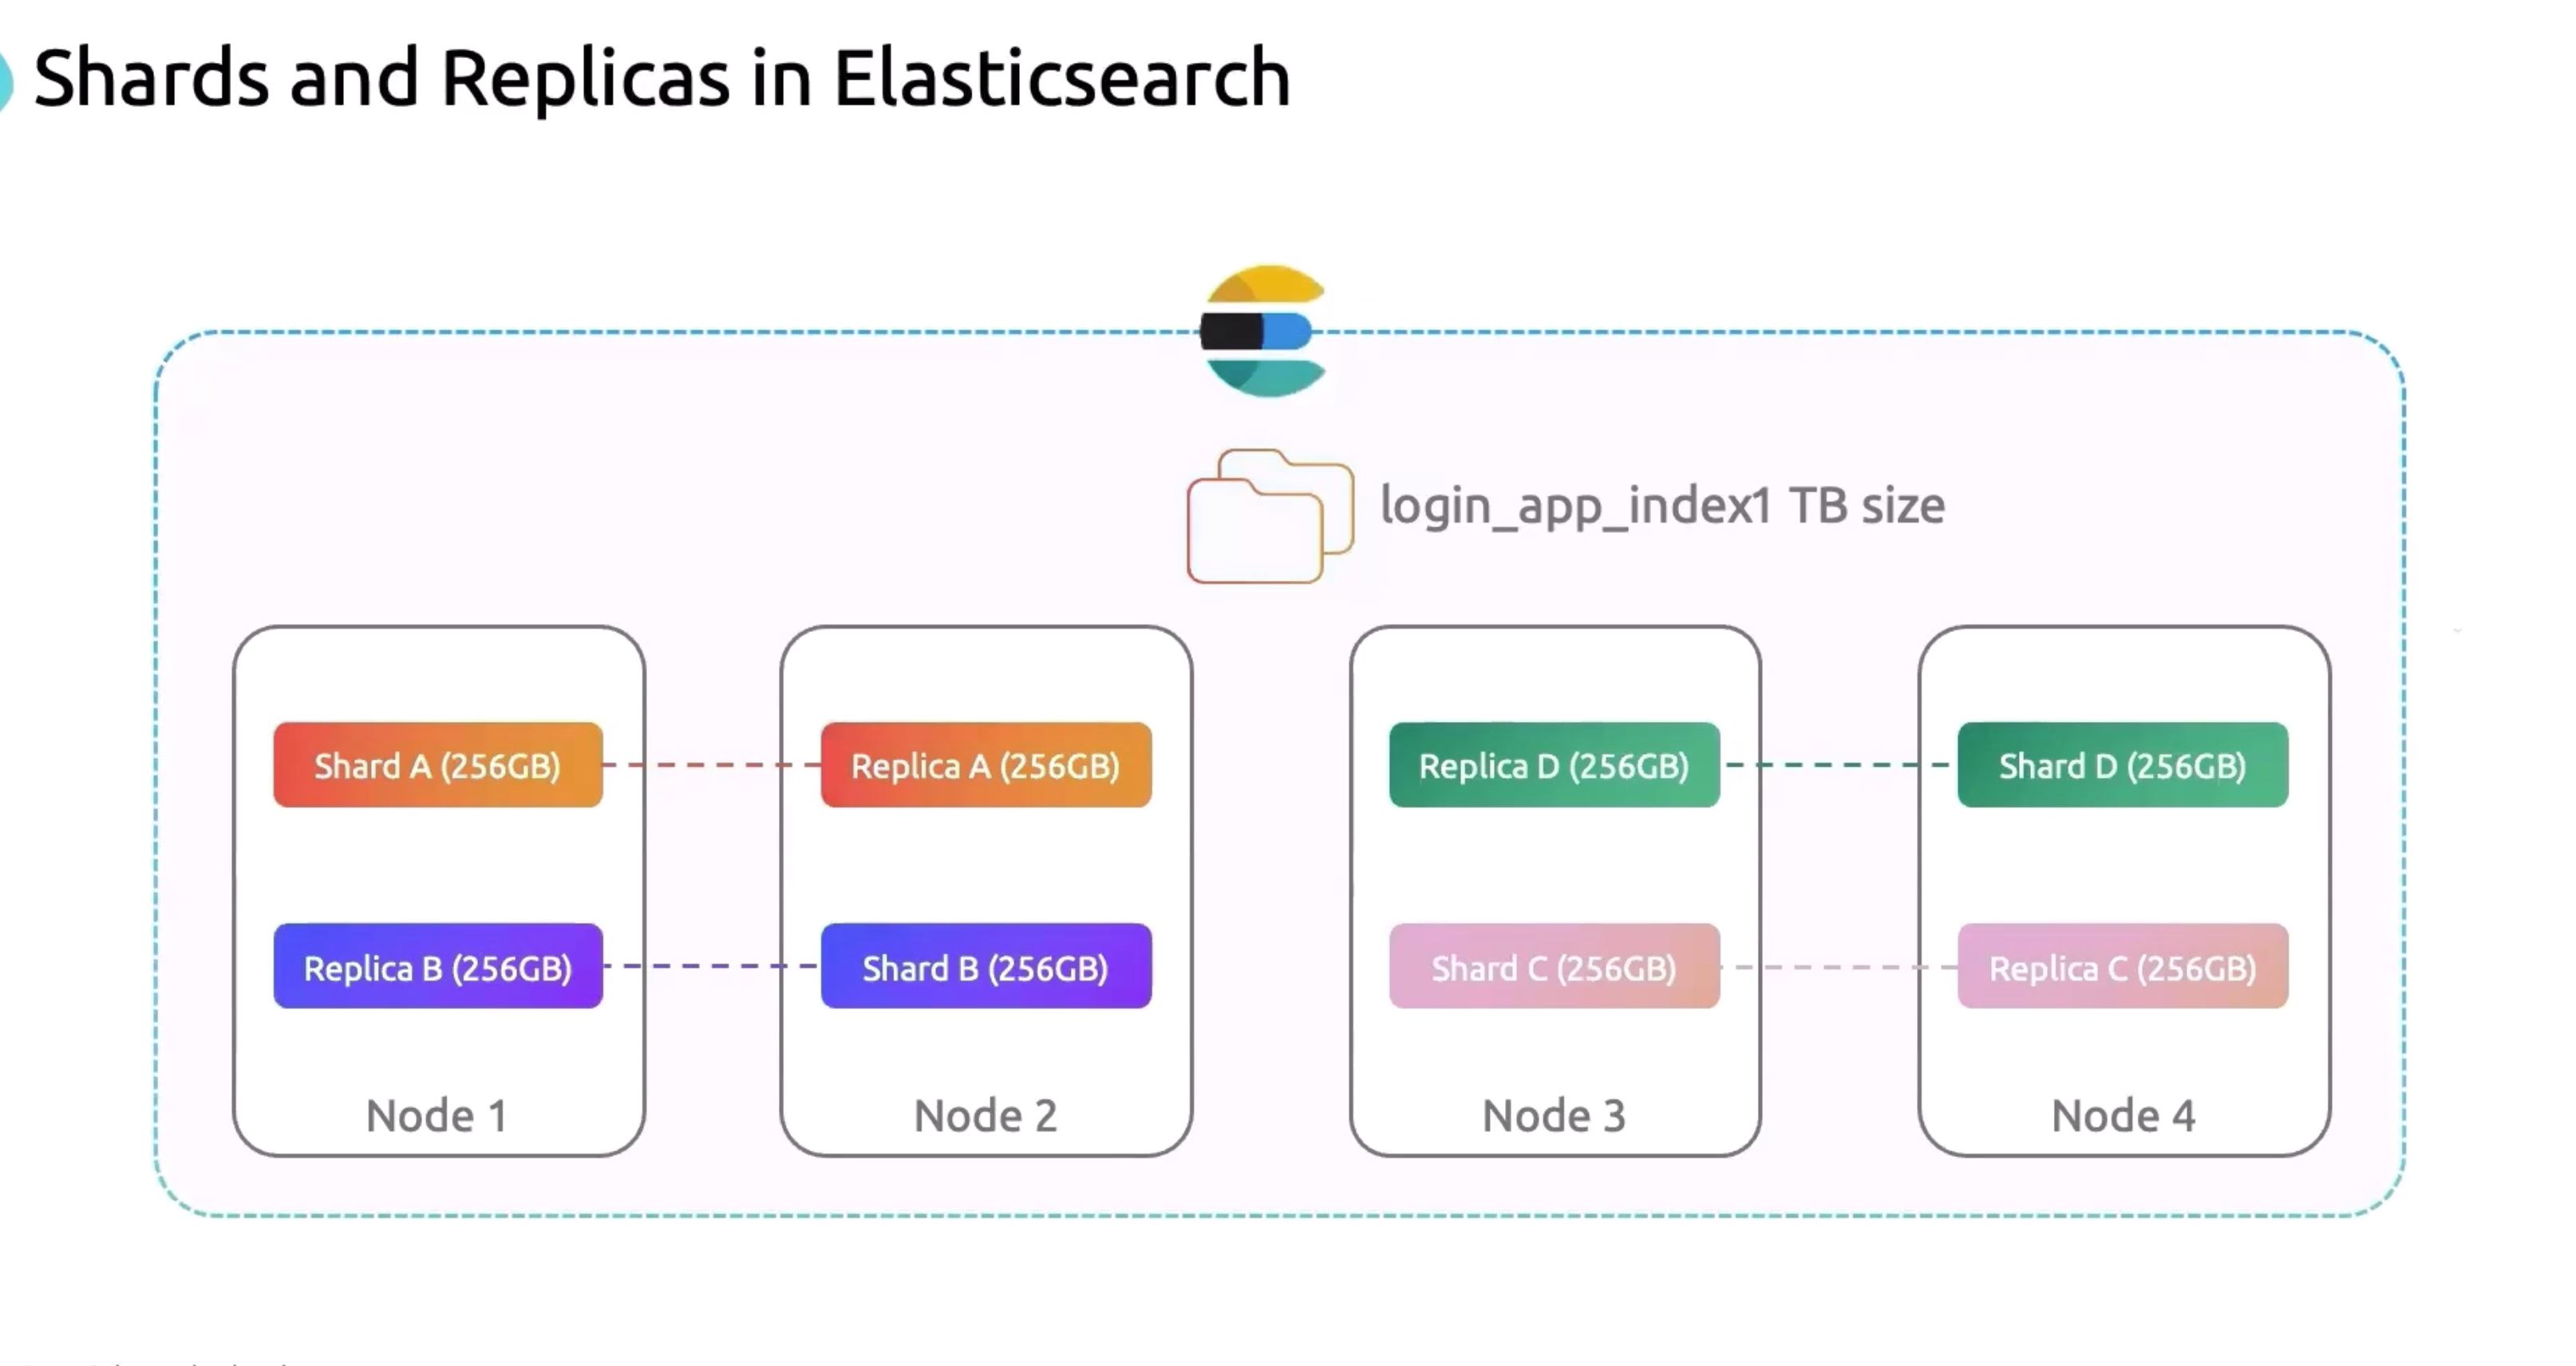 Shards and Replicas in Elasticsearch
login_app_index1 TB size
Shard A (256GB)
Replica A (256GB)
Replica D (256GB)
Shard D (256GB)
Replica B (256GB)
Shard B (256GB)
Shard C (256GB)
Replica C (256GB)
Node 1
Node 2
Node 3
Node 4